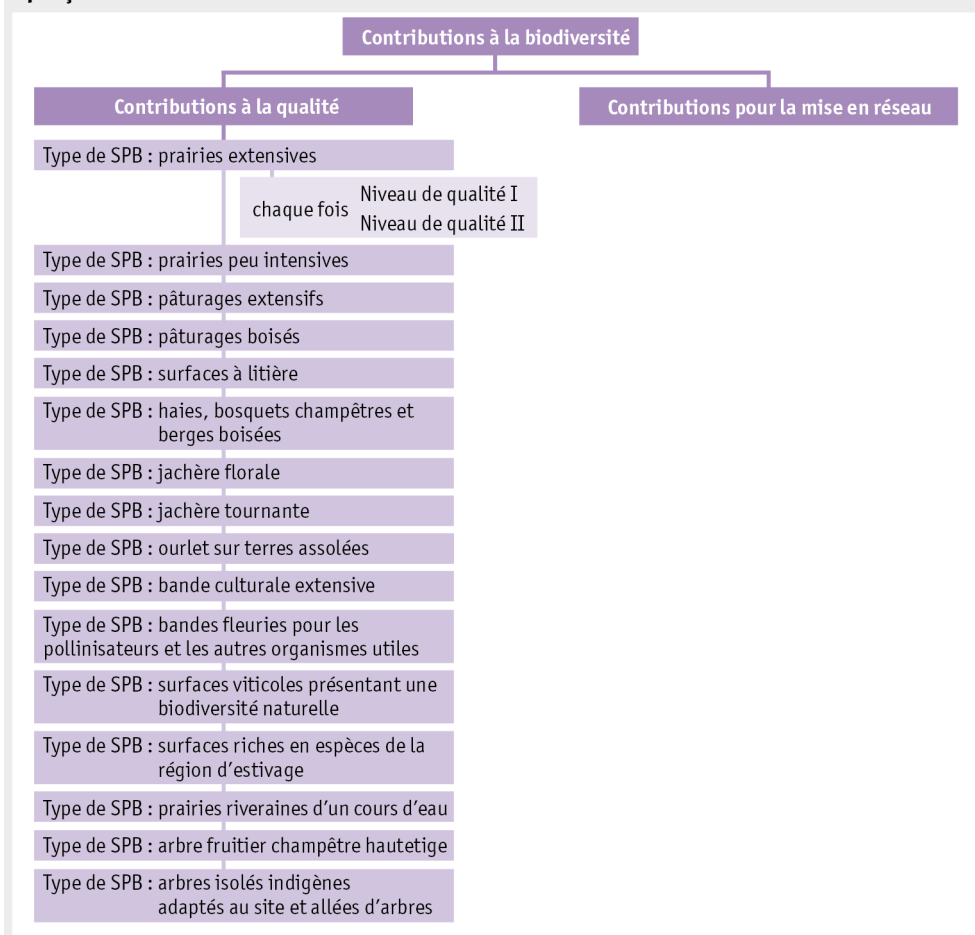 Contributions à la biodiversité
Contributions à la qualité
Contributions pour la mise en réseau
Type de SPB : prairies extensives
chaque fois
Niveau de qualité I
Niveau de qualité II
Type de SPB : prairies peu intensives
Type de SPB : pâturages extensifs
Type de SPB : pâturages boisés
Type de SPB : surfaces à litière
Type de SPB : haies, bosquets champêtres et
berges boisées
Type de SPB : jachère florale
Type de SPB : jachère tournante
Type de SPB : ourlet sur terres assolées
Type de SPB : bande culturale extensive
Type de SPB : bandes fleuries pour les
pollinisateurs et les autres organismes utiles
Type de SPB : surfaces viticoles présentant une
biodiversité naturelle
Type de SPB : surfaces riches en espèces de la
région d'estivage
Type de SPB : prairies riveraines d'un cours d'eau
Type de SPB : arbre fruitier champêtre hautetige
Type de SPB : arbres isolés indigènes
adaptés au site et allées d'arbres